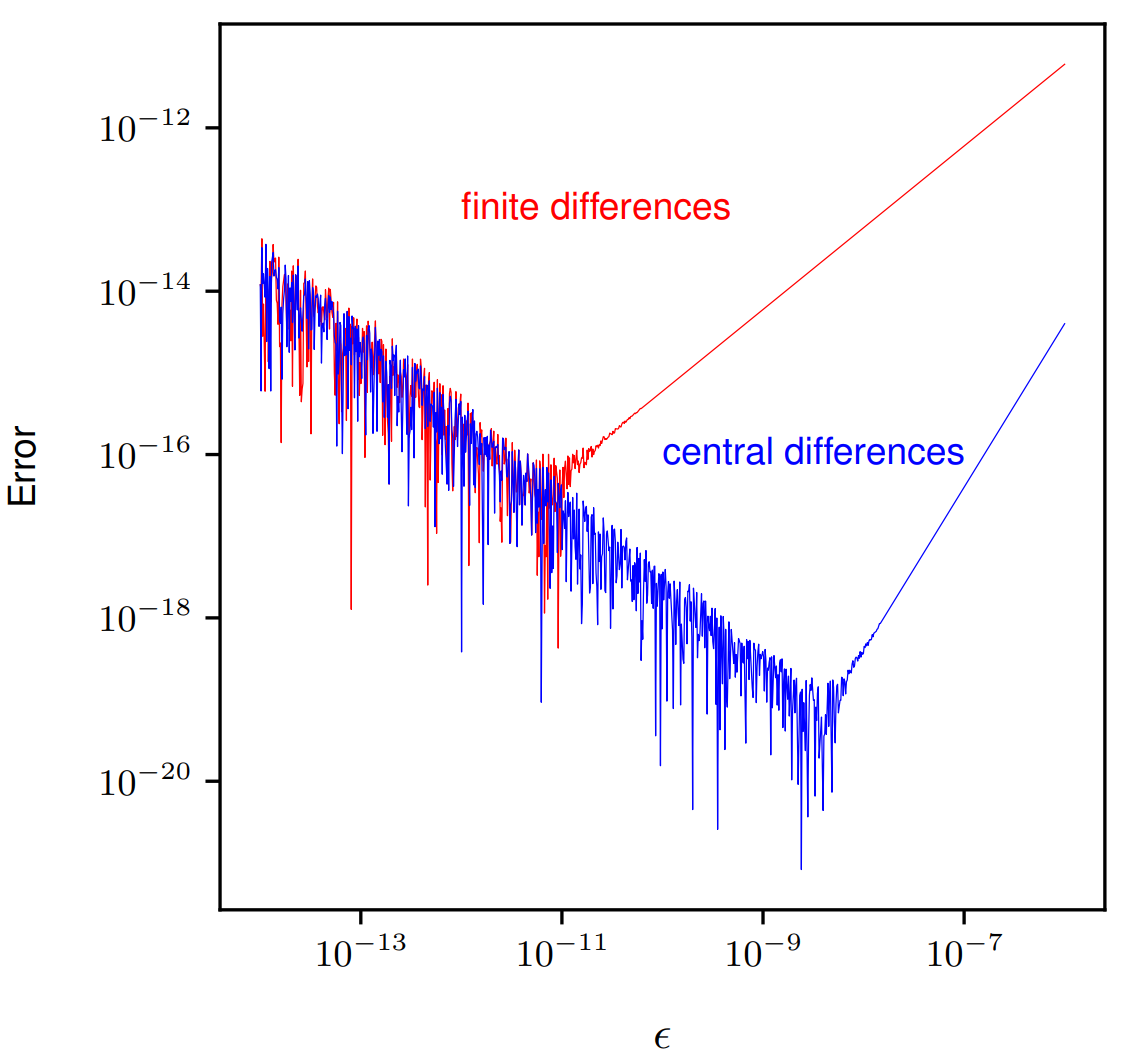 Error
10⁻¹²
10⁻¹⁴
10⁻¹⁶
10⁻¹⁸
10⁻²⁰
finite differences
central differences
10⁻¹³ 10⁻¹¹ 10⁻⁹ 10⁻⁷
ϵ